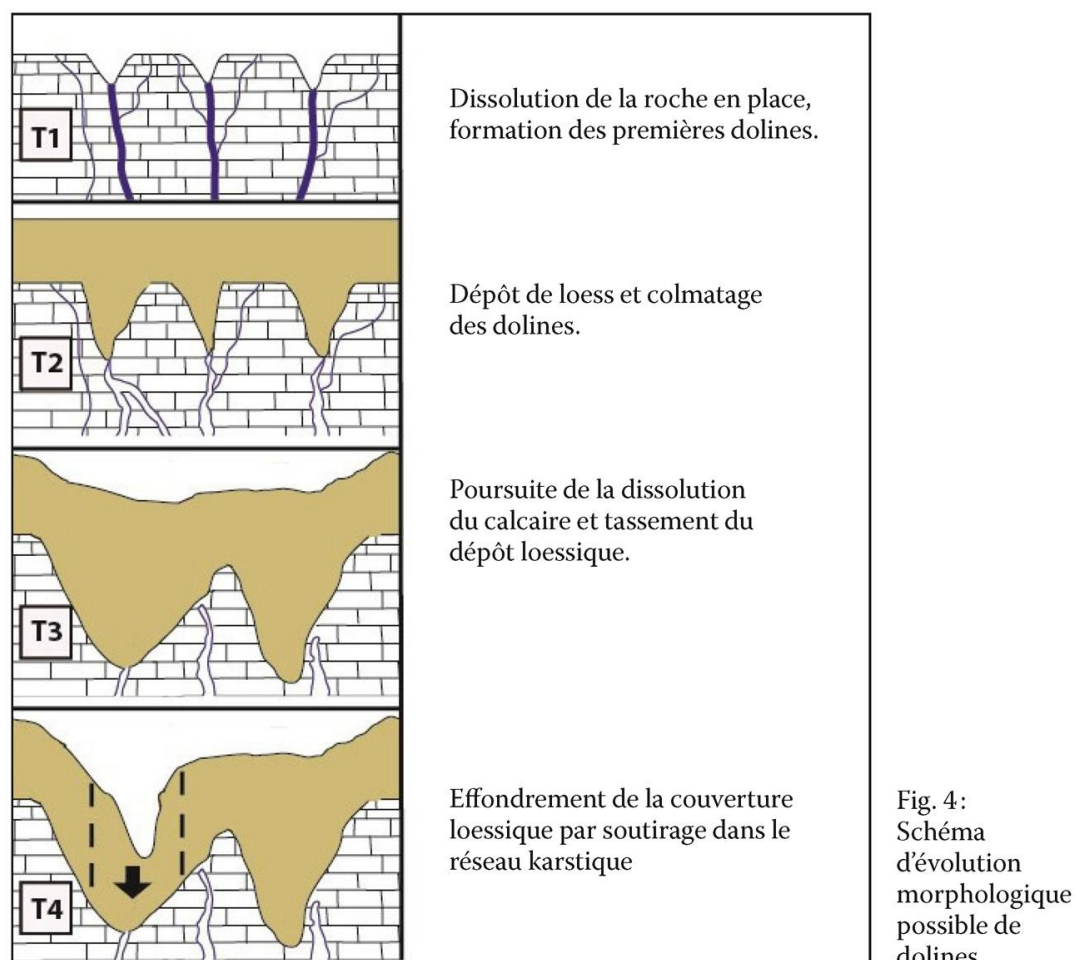 T1
Dissolution de la roche en place,
formation des premières dolines.
T2
Dépôt de loess et colmatage
des dolines.
T3
Poursuite de la dissolution
du calcaire et tassement du
dépôt loessique.
T4
Effondrement de la couverture
loessique par soutirage dans le
réseau karstique
Fig. 4 :
Schéma
d’évolution
morphologique
possible de
dolines